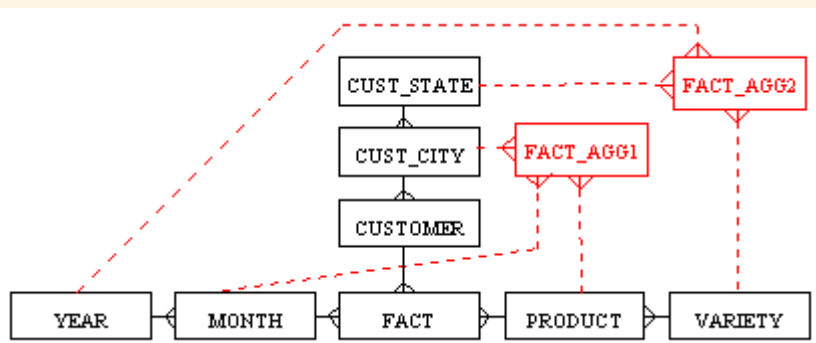 CUST_STATE
FACT_AGG2
CUST_CITY
FACT_AGG1
CUSTOMER
YEAR
MONTH
FACT
PRODUCT
VARIETY